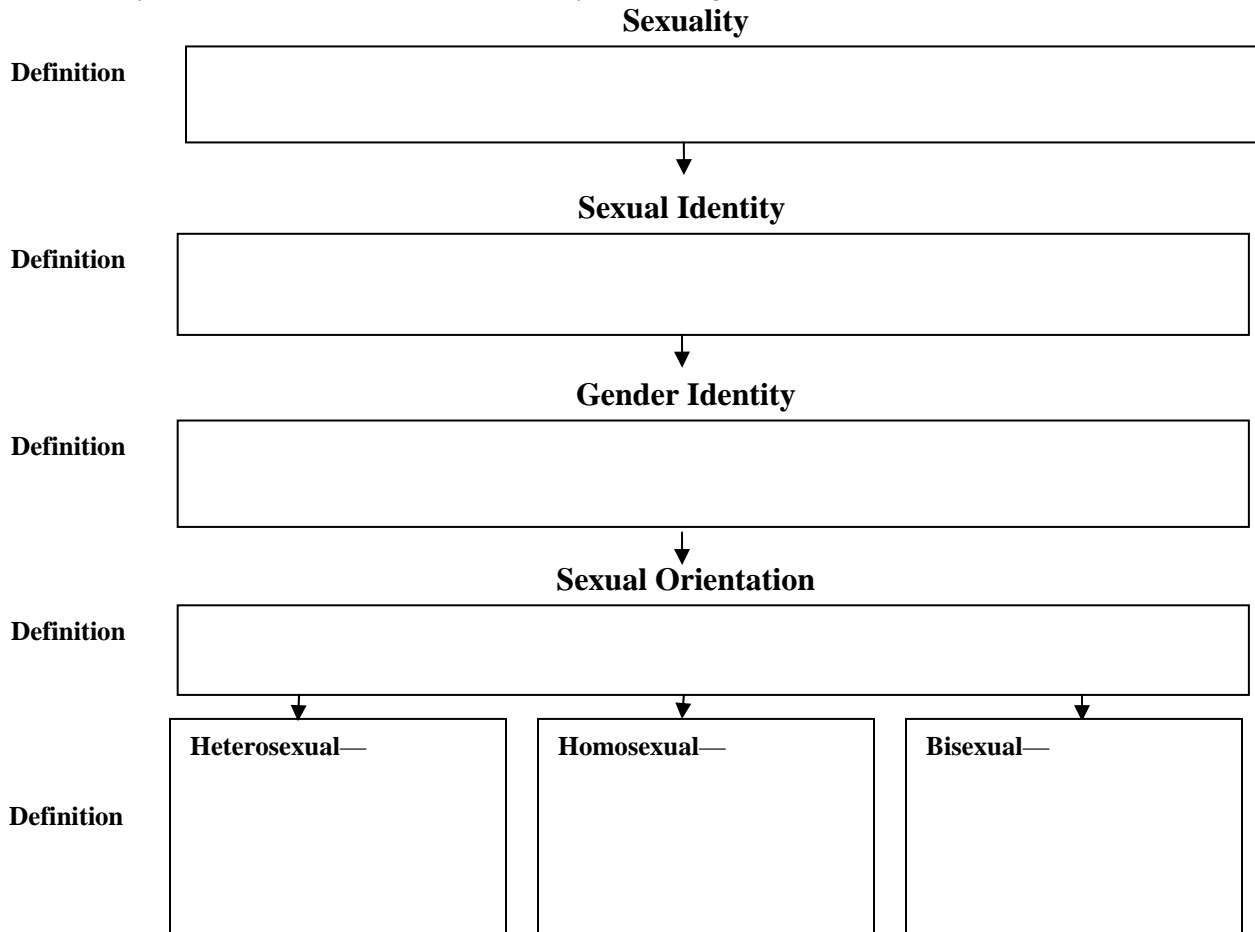 Sexuality
Definition
Sexual Identity
Definition
Gender Identity
Definition
Sexual Orientation
Definition
Heterosexual—
Homosexual—
Bisexual—
Definition